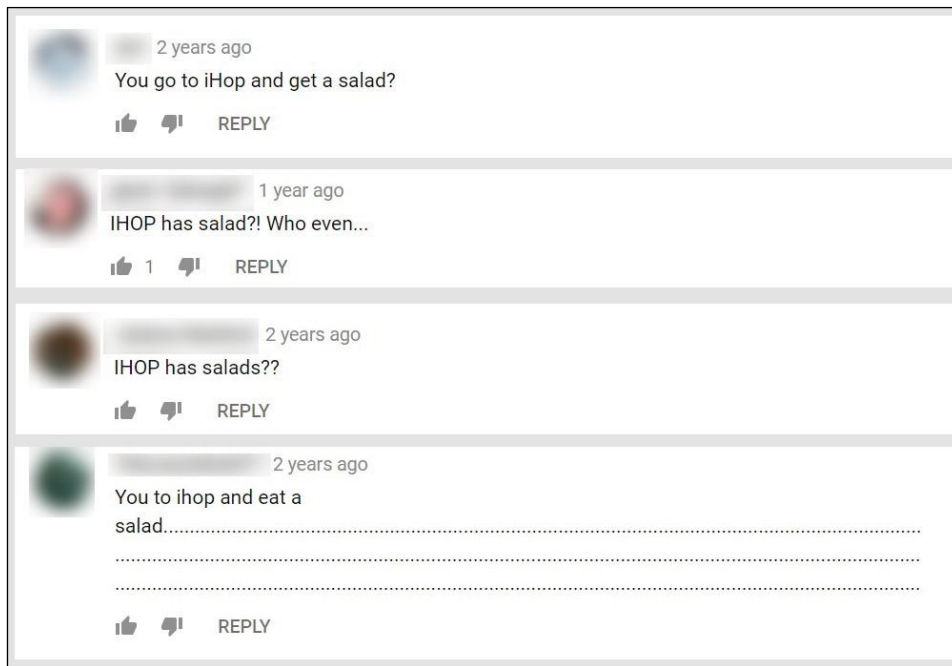 2 years ago
You go to iHop and get a salad?
REPLY
1 year ago
IHOP has salad?! Who even...
1 REPLY
2 years ago
IHOP has salads??
REPLY
2 years ago
You to ihop and eat a
salad.............................................................................................................................................
.......................................................................................................................................................
.......................................................................................................................................................
REPLY